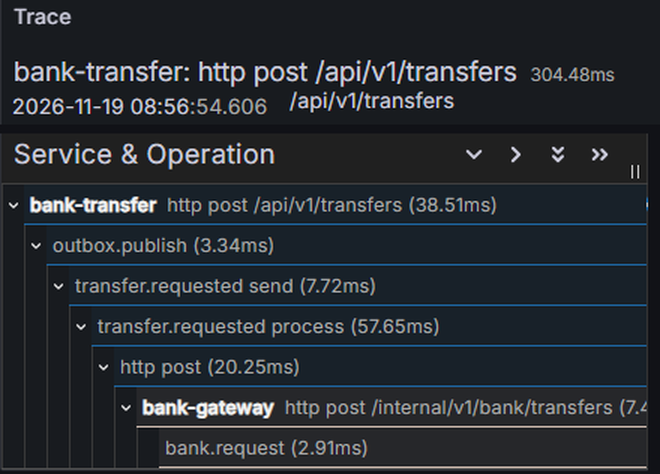 Trace
bank-transfer: http post /api/v1/transfers 304.48ms
2026-11-19 08:56:54.606 /api/v1/transfers
Service & Operation
bank-transfer http post /api/v1/transfers (38.51ms)
outbox.publish (3.34ms)
transfer.requested send (7.72ms)
transfer.requested process (57.65ms)
http post (20.25ms)
bank-gateway http post /internal/v1/bank/transfers (7.4
bank.request (2.91ms)